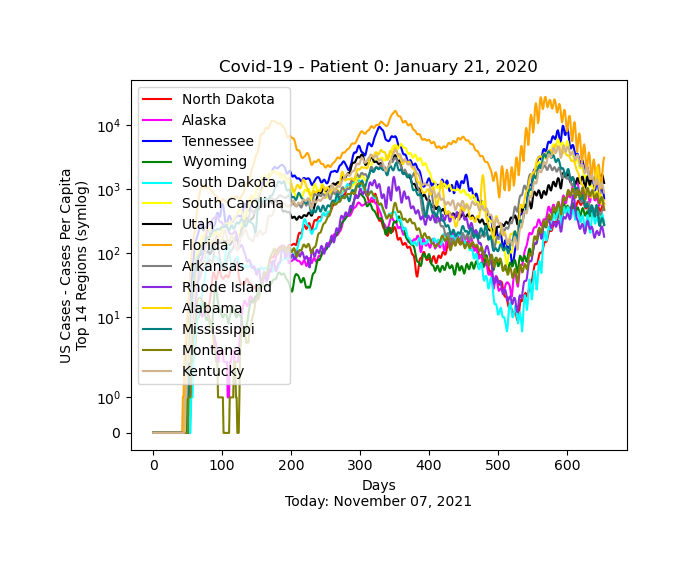 Covid-19 - Patient 0: January 21, 2020
US Cases - Cases Per Capita
Top 14 Regions (symlog)
10⁴
10³
10²
10¹
10⁰
0
North Dakota
Alaska
Tennessee
Wyoming
South Dakota
South Carolina
Utah
Florida
Arkansas
Rhode Island
Alabama
Mississippi
Montana
Kentucky
0 100 200 300 400 500 600
Days
Today: November 07, 2021